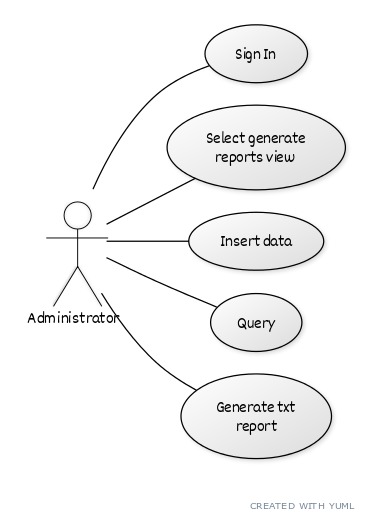 Sign In
Select generate
reports view
Insert data
Query
Administrator
Generate txt
report
CREATED WITH YUML